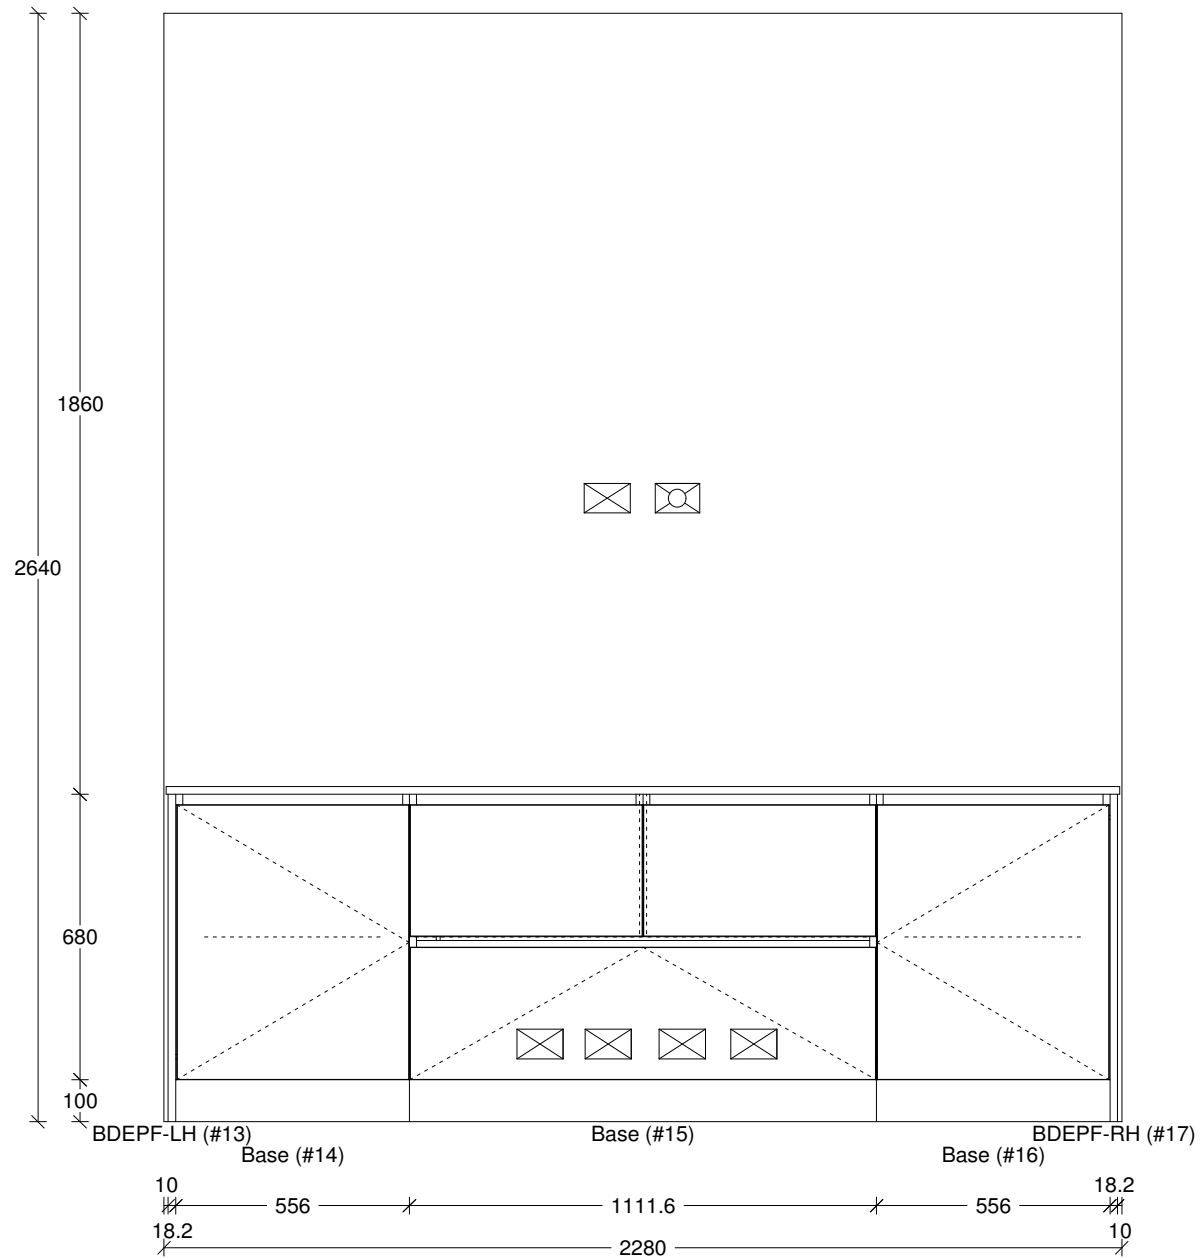 1860
2640
680
100
BDEPF-LH (#13) Base (#15) BDEPF-RH (#17)
Base (#14) Base (#16)
10 18.2
556 1111.6 556
18.2 10
2280